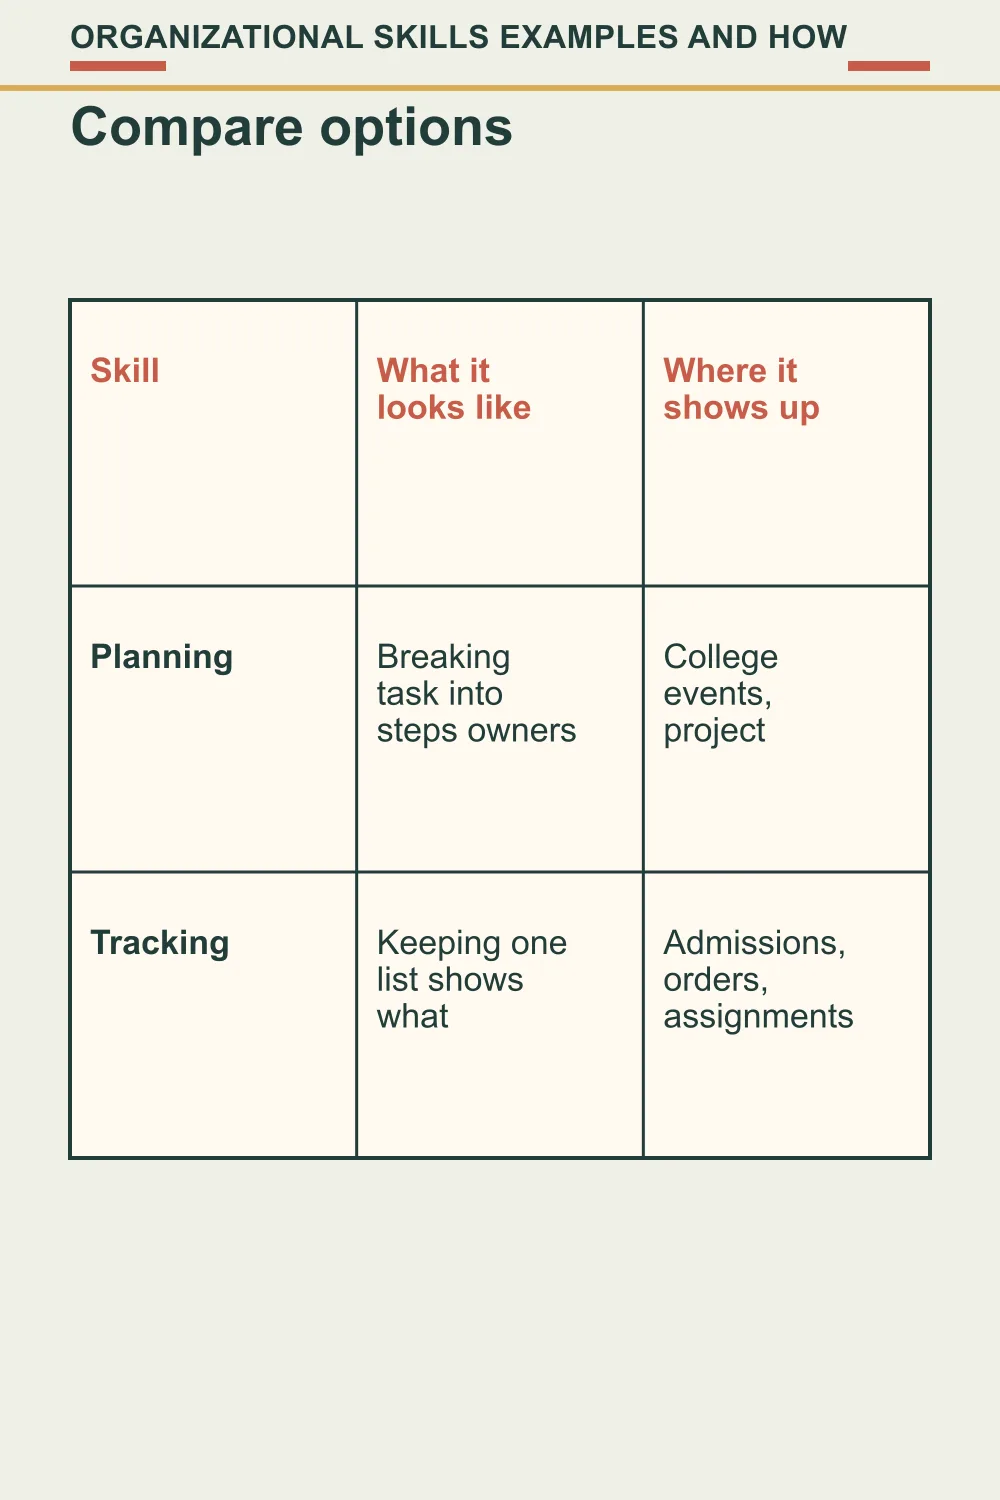 ORGANIZATIONAL SKILLS EXAMPLES AND HOW
Compare options
Skill
What it
looks like
Where it
shows up
Planning
Breaking
task into
steps owners
College
events,
project
Tracking
Keeping one
list shows
what
Admissions,
orders,
assignments